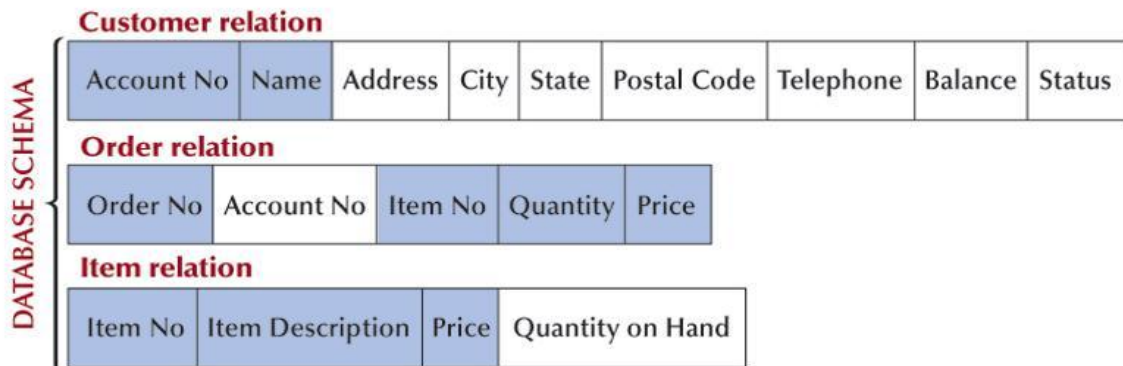 Customer relation
Account No Name Address City State Postal Code Telephone Balance Status
Order relation
Order No Account No Item No Quantity Price
Item relation
Item No Item Description Price Quantity on Hand
DATABASE SCHEMA